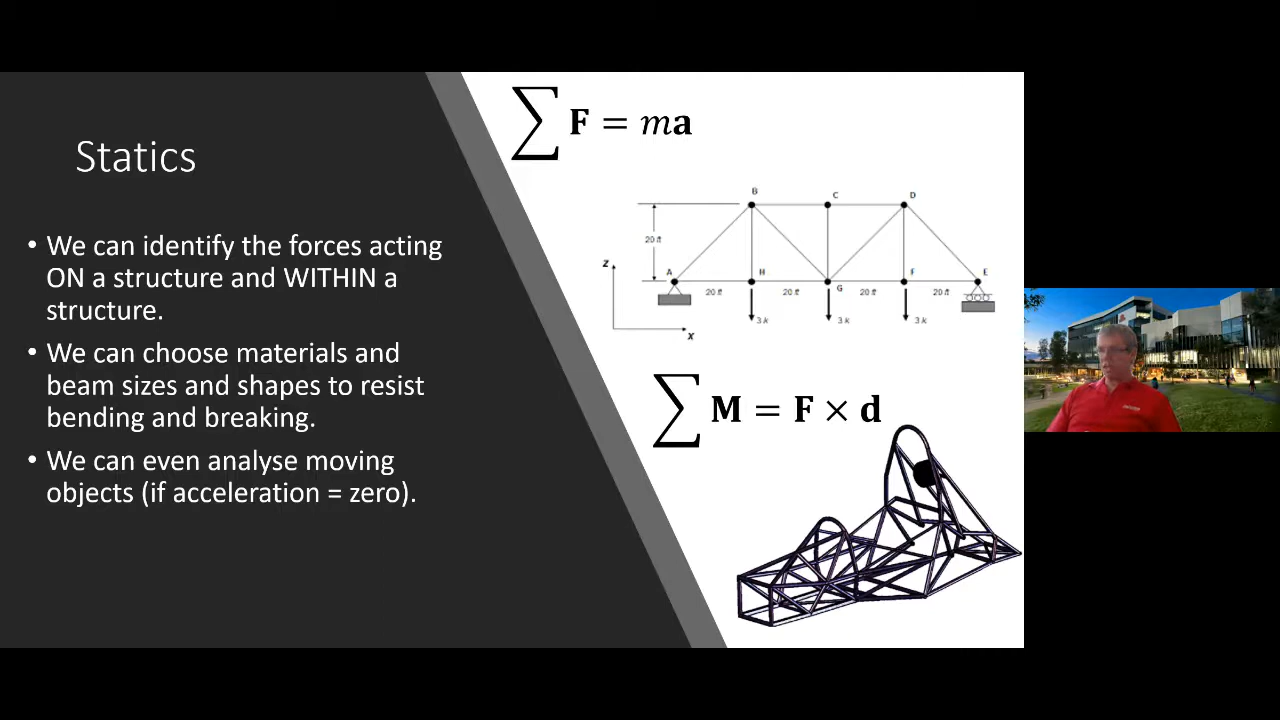 Statics
• We can identify the forces acting
ON a structure and WITHIN a
structure.
• We can choose materials and
beam sizes and shapes to resist
bending and breaking.
• We can even analyse moving
objects (if acceleration = zero).
∑ F = ma
B C D
20 ft
Z A H G F E
20 ft 20 ft 20 ft 20 ft
3 k 3 k 3 k
x
∑ M = F × d